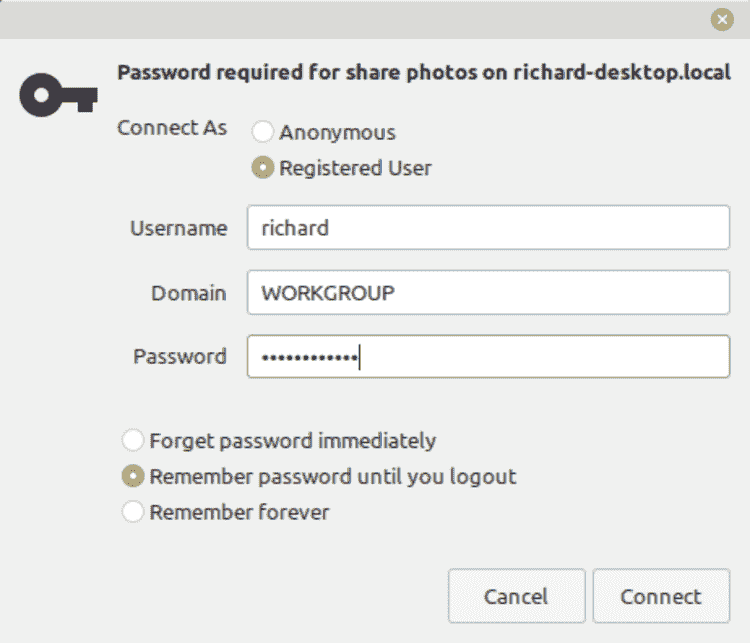 Password required for share photos on richard-desktop.local
Connect As
Anonymous
Registered User
Username richard
Domain WORKGROUP
Password ••••••••••••
Forget password immediately
Remember password until you logout
Remember forever
Cancel Connect